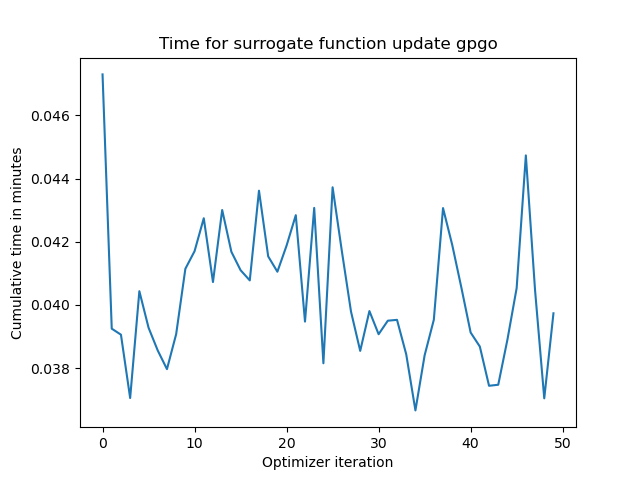 Time for surrogate function update gpgo
Cumulative time in minutes
0.046
0.044
0.042
0.040
0.038
0 10 20 30 40 50
Optimizer iteration